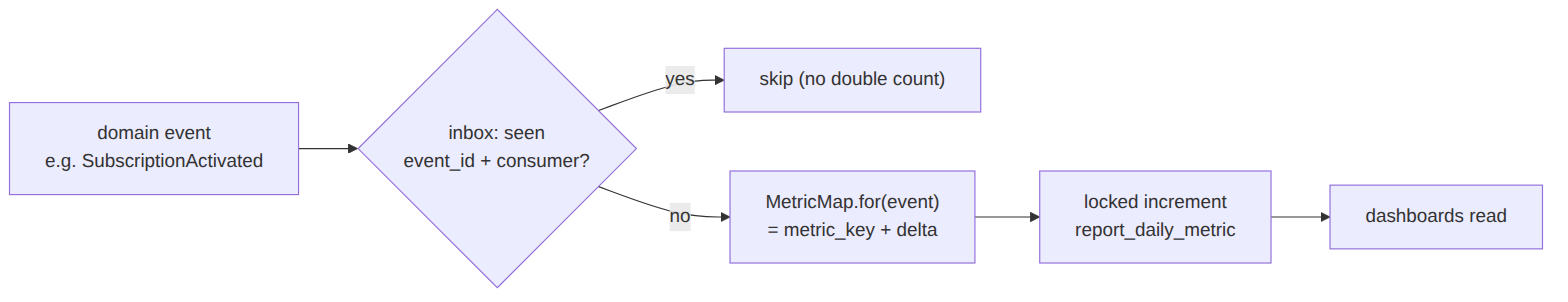 domain event
e.g. SubscriptionActivated
inbox: seen
event_id + consumer?
yes
skip (no double count)
no
MetricMap.for(event)
= metric_key + delta
locked increment
report_daily_metric
dashboards read